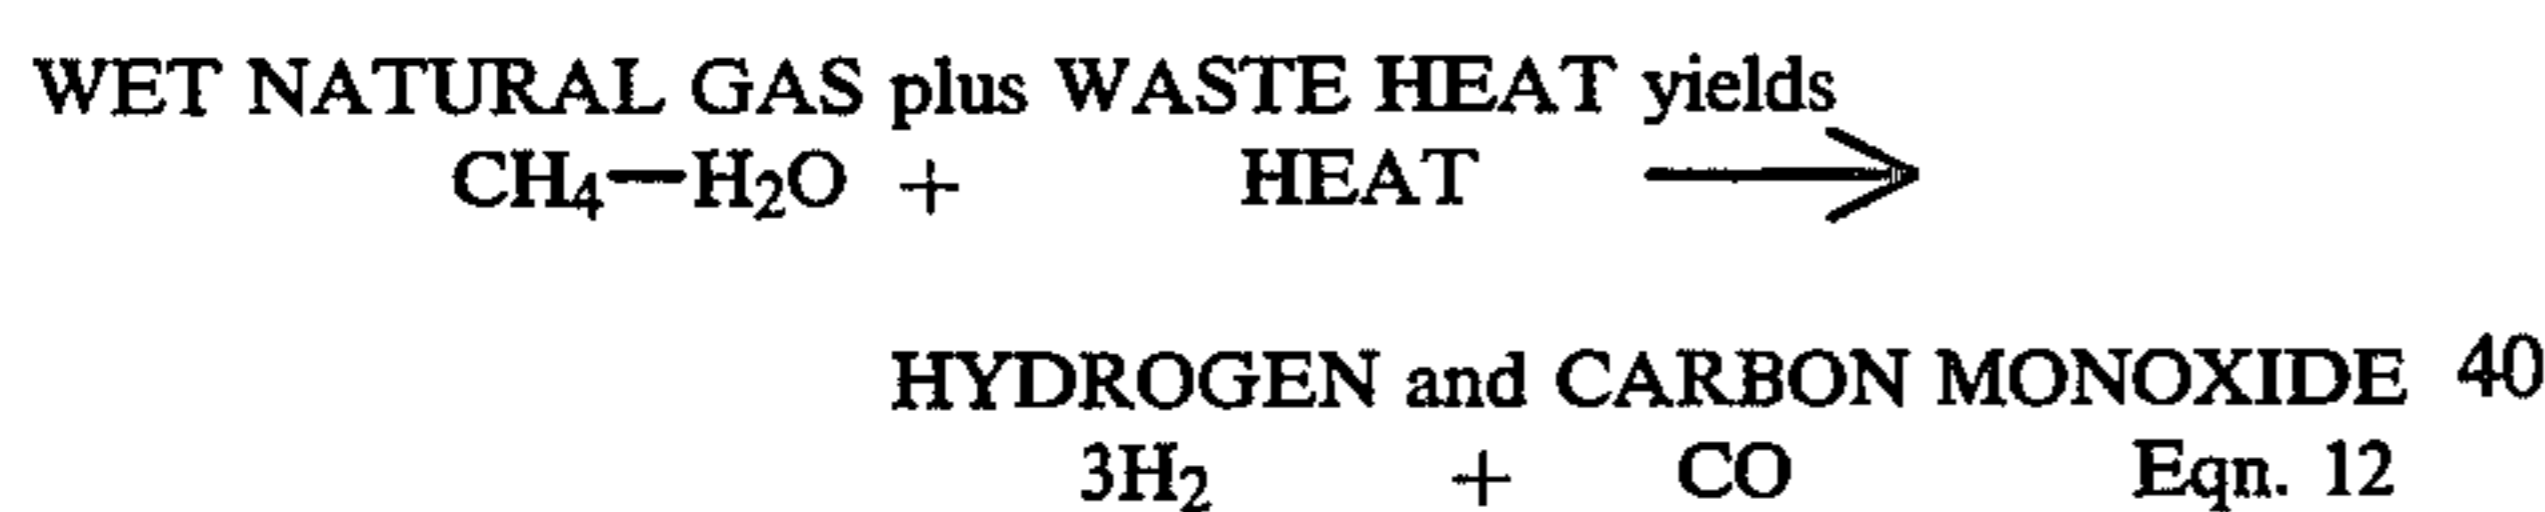 WET NATURAL GAS plus WASTE HEAT yields
CH₄—H₂O + HEAT ⟶
HYDROGEN and CARBON MONOXIDE 40
3H₂ + CO Eqn. 12